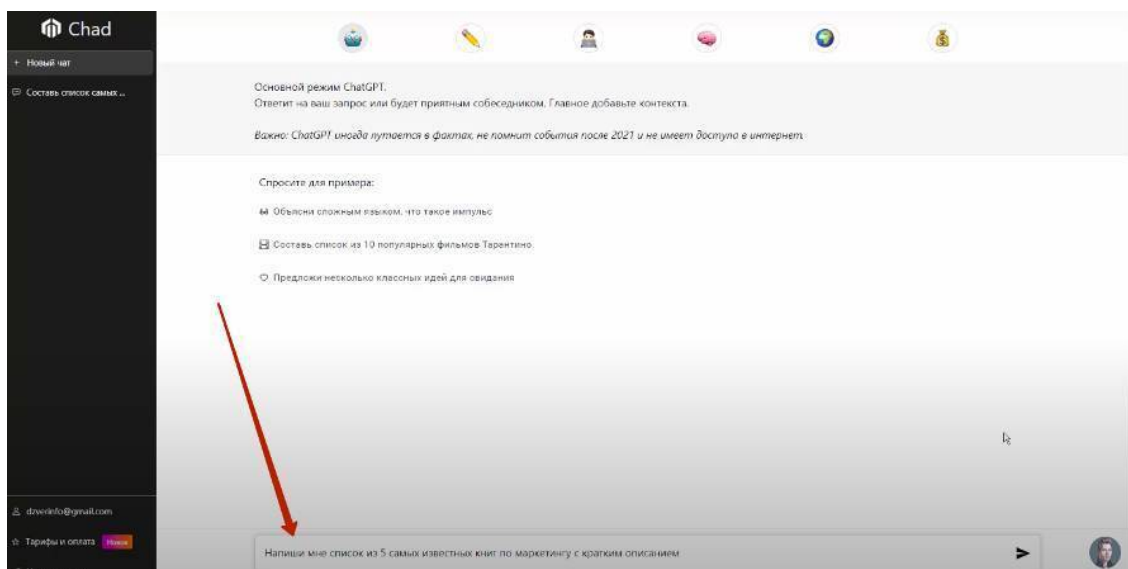 Chad
+ Новый чат
Составь список самых ...
Основной режим ChatGPT.
Ответит на ваш запрос или будет приятным собеседником. Главное добавьте контекста.
Важно: ChatGPT иногда путается в фактах, не помнит события после 2021 и не имеет доступа в интернет.
Спросите для примера:
Объясни сложным языком, что такое импульс
Составь список из 10 популярных фильмов Тарантино
Предложи несколько классных идей для свидания
dzverinfo@gmail.com
Тарифы и оплата Новое
Напиши мне список из 5 самых известных книг по маркетингу с кратким описанием